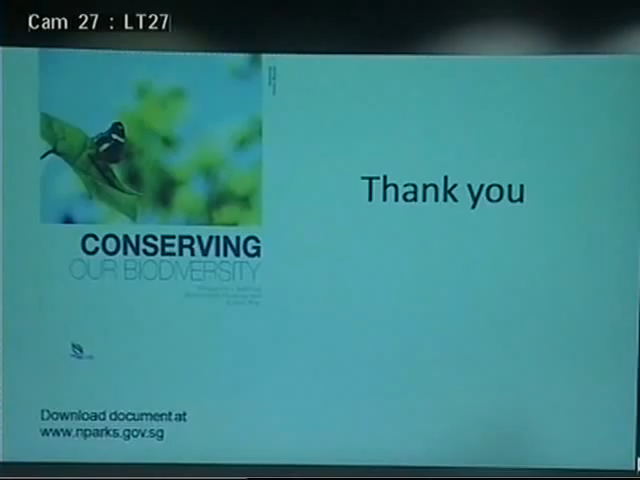 Cam 27 : LT27
CONSERVING
OUR BIODIVERSITY
Thank you
Download document at
www.nparks.gov.sg